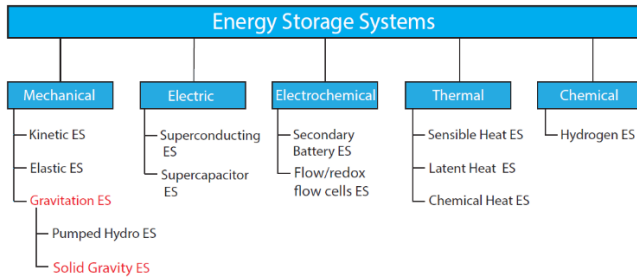 Energy Storage Systems
Mechanical
Electric
Electrochemical
Thermal
Chemical
Kinetic ES
Elastic ES
Gravitation ES
Pumped Hydro ES
Solid Gravity ES
Superconducting
ES
Supercapacitor
ES
Secondary
Battery ES
Flow/redox
flow cells ES
Sensible Heat ES
Latent Heat ES
Chemical Heat ES
Hydrogen ES